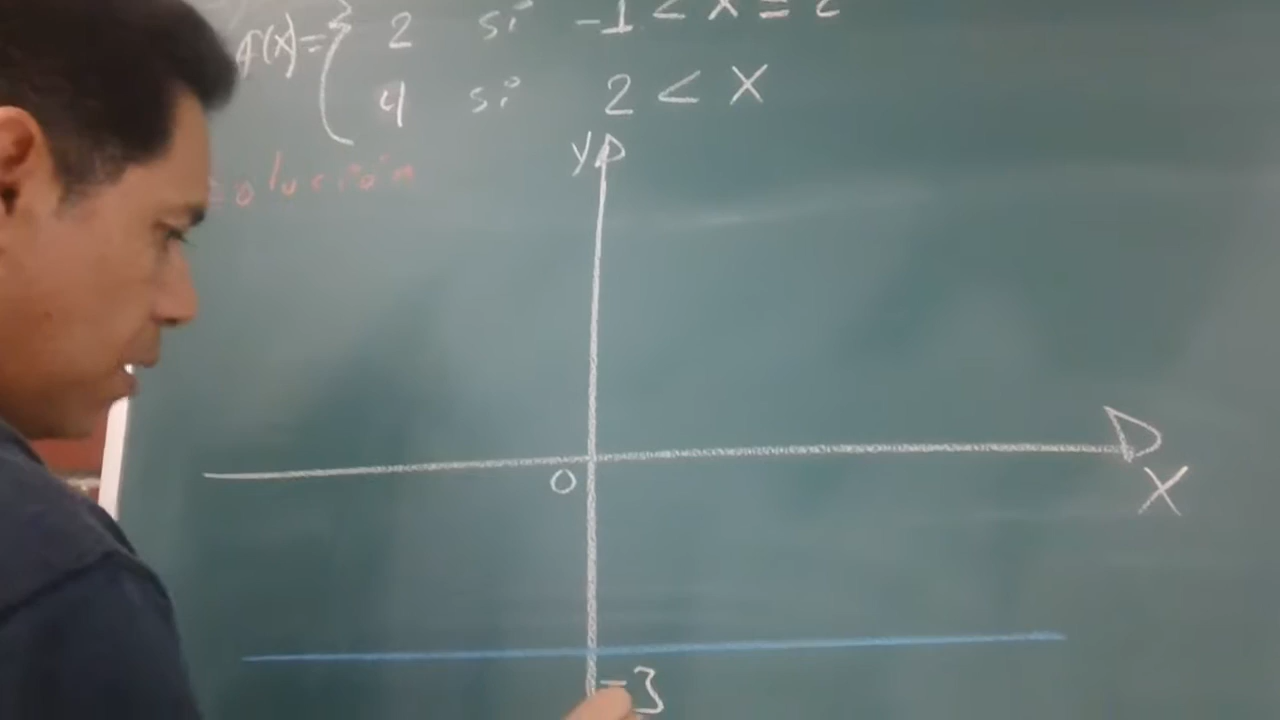 f(x)={ 2 si -1 < x ≤ 2
4 si 2 < X
Solución
y
0
X
-3